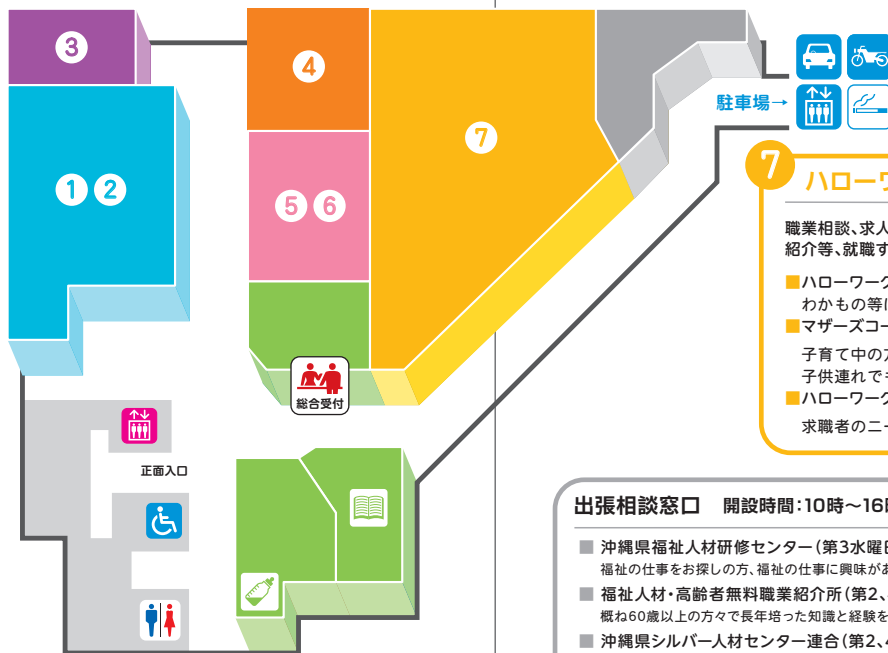 3
4
7
1 2
5 6
駐車場→
総合受付
正面入口
7
ハローワ
職業相談、求人
紹介等、就職す
■ハローワーク
わかもの等に
■マザーズコー
子育て中の方
子供連れでも
■ハローワーク
求職者のニー
出張相談窓口 開設時間:10時〜16時
■ 沖縄県福祉人材研修センター(第3水曜日
福祉の仕事をお探しの方、福祉の仕事に興味があ
■ 福祉人材・高齢者無料職業紹介所(第2、
概ね60歳以上の方々で長年培った知識と経験を
■ 沖縄県シルバー人材センター連合(第2、4